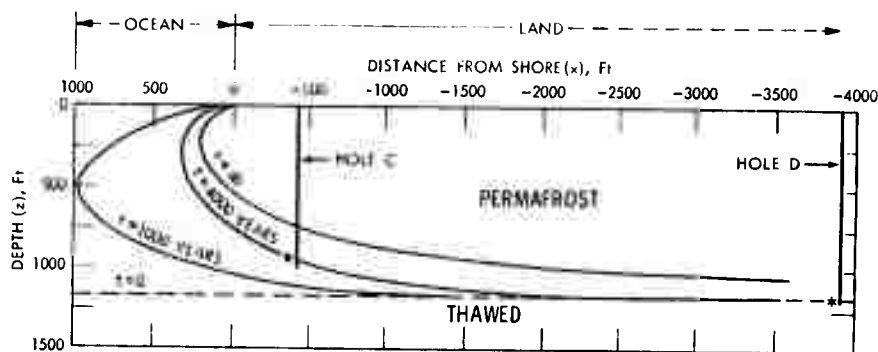 OCEAN LAND
DISTANCE FROM SHORE (x), Ft
1000 500 0 -500 -1000 -1500 -2000 -2500 -3000 -3500 -4000
0
HOLE C
HOLE D
500
PERMAFROST
DEPTH (z), Ft
t = ∞
t = 4000 YEARS
t = 1000 YEARS
1000
t = 0
*
THAWED
1500